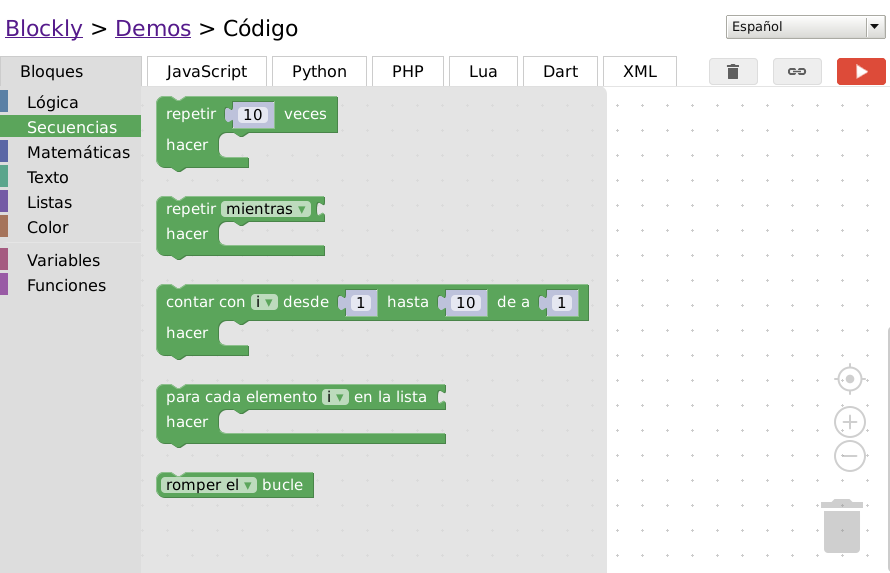 Blockly > Demos > Código
Español
Bloques
JavaScript
Python
PHP
Lua
Dart
XML
Lógica
Secuencias
Matemáticas
Texto
Listas
Color
Variables
Funciones
repetir 10 veces
hacer
repetir mientras ▾
hacer
contar con i ▾ desde 1 hasta 10 de a 1
hacer
para cada elemento i ▾ en la lista
hacer
romper el ▾ bucle